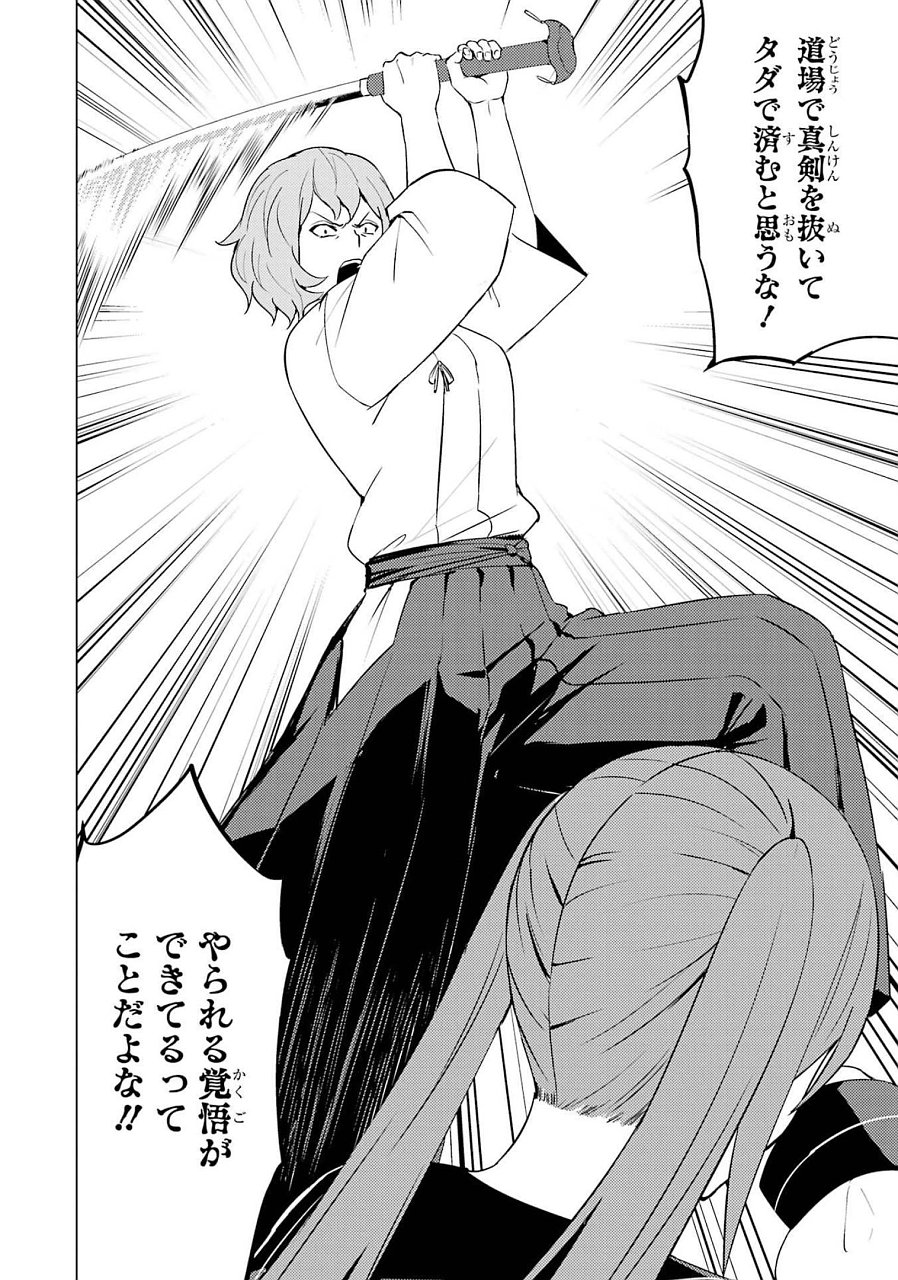 道場で真剣を抜いて
タダで済むと思うな!
やられる覚悟が
できてるって
ことだよな!!